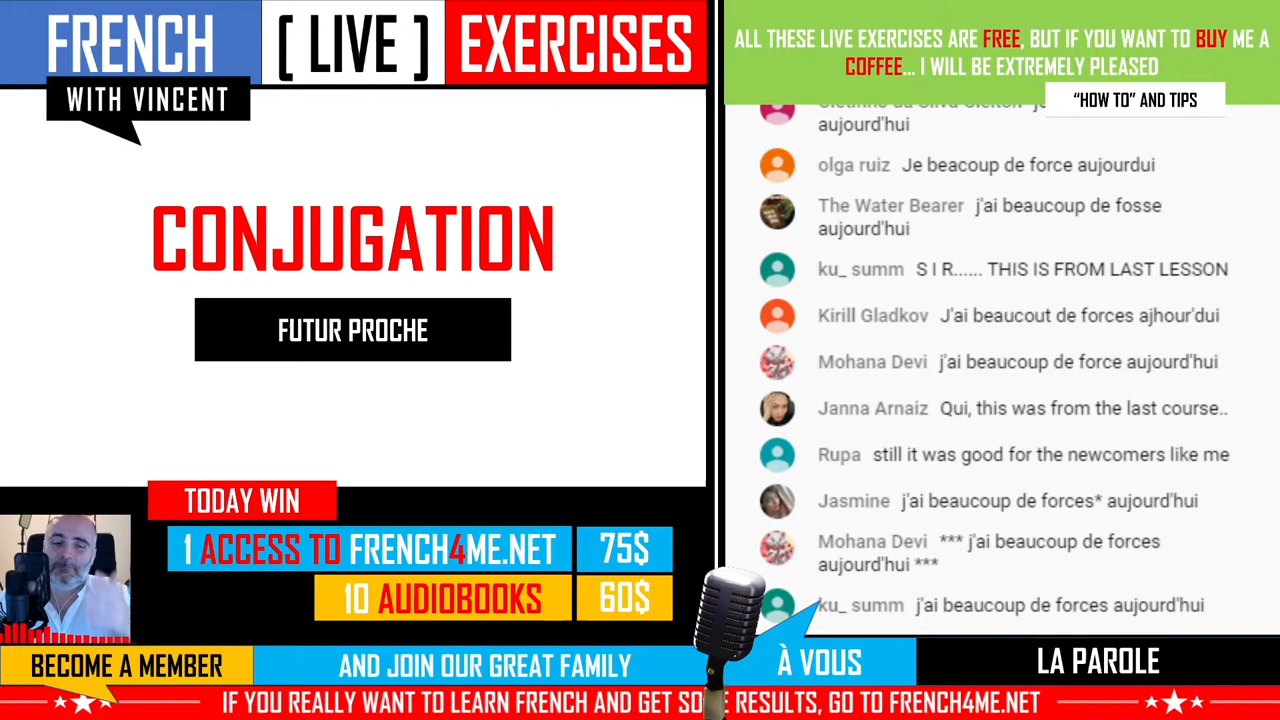 FRENCH [ LIVE ] EXERCISES
WITH VINCENT
CONJUGATION
FUTUR PROCHE
TODAY WIN
1 ACCESS TO FRENCH4ME.NET 75$
10 AUDIOBOOKS 60$
ALL THESE LIVE EXERCISES ARE FREE, BUT IF YOU WANT TO BUY ME A
COFFEE... I WILL BE EXTREMELY PLEASED
“HOW TO” AND TIPS
aujourd'hui
olga ruiz Je beacoup de force aujourdui
The Water Bearer j'ai beaucoup de fosse
aujourd'hui
ku_ summ S I R...... THIS IS FROM LAST LESSON
Kirill Gladkov J'ai beaucout de forces ajhour'dui
Mohana Devi j'ai beaucoup de force aujourd'hui
Janna Arnaiz Qui, this was from the last course..
Rupa still it was good for the newcomers like me
Jasmine j'ai beaucoup de forces* aujourd'hui
Mohana Devi *** j'ai beaucoup de forces
aujourd'hui ***
ku_ summ j'ai beaucoup de forces aujourd'hui
BECOME A MEMBER AND JOIN OUR GREAT FAMILY À VOUS LA PAROLE
IF YOU REALLY WANT TO LEARN FRENCH AND GET SOME RESULTS, GO TO FRENCH4ME.NET